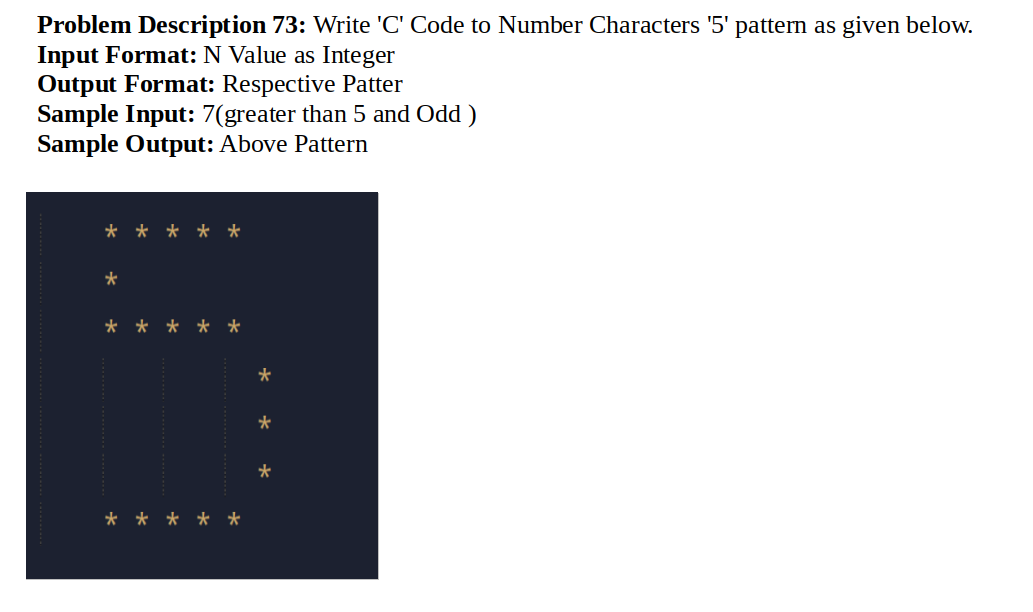 Problem Description 73: Write 'C' Code to Number Characters '5' pattern as given below.
Input Format: N Value as Integer
Output Format: Respective Patter
Sample Input: 7(greater than 5 and Odd )
Sample Output: Above Pattern
* * * * *
*
* * * * *
*
*
*
* * * * *